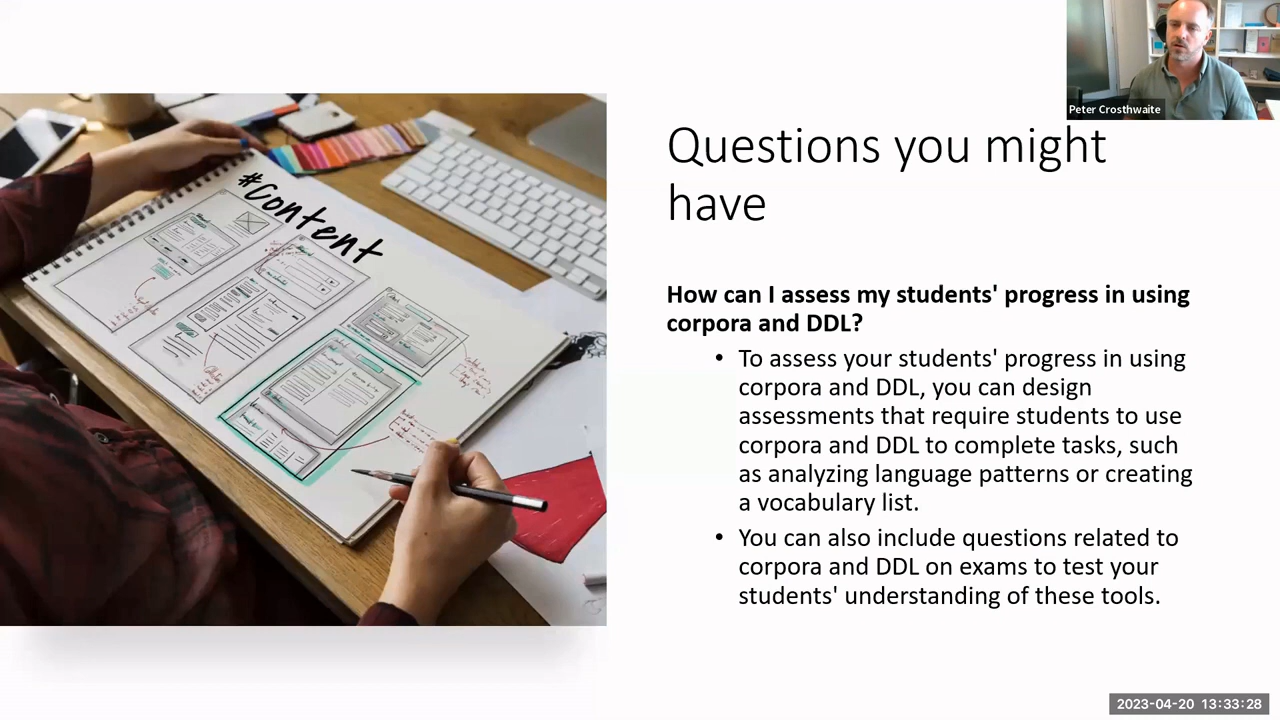 Peter Crosthwaite
Questions you might
have
#Content
How can I assess my students' progress in using
corpora and DDL?
• To assess your students' progress in using
corpora and DDL, you can design
assessments that require students to use
corpora and DDL to complete tasks, such
as analyzing language patterns or creating
a vocabulary list.
• You can also include questions related to
corpora and DDL on exams to test your
students' understanding of these tools.
2023-04-20 13:33:28